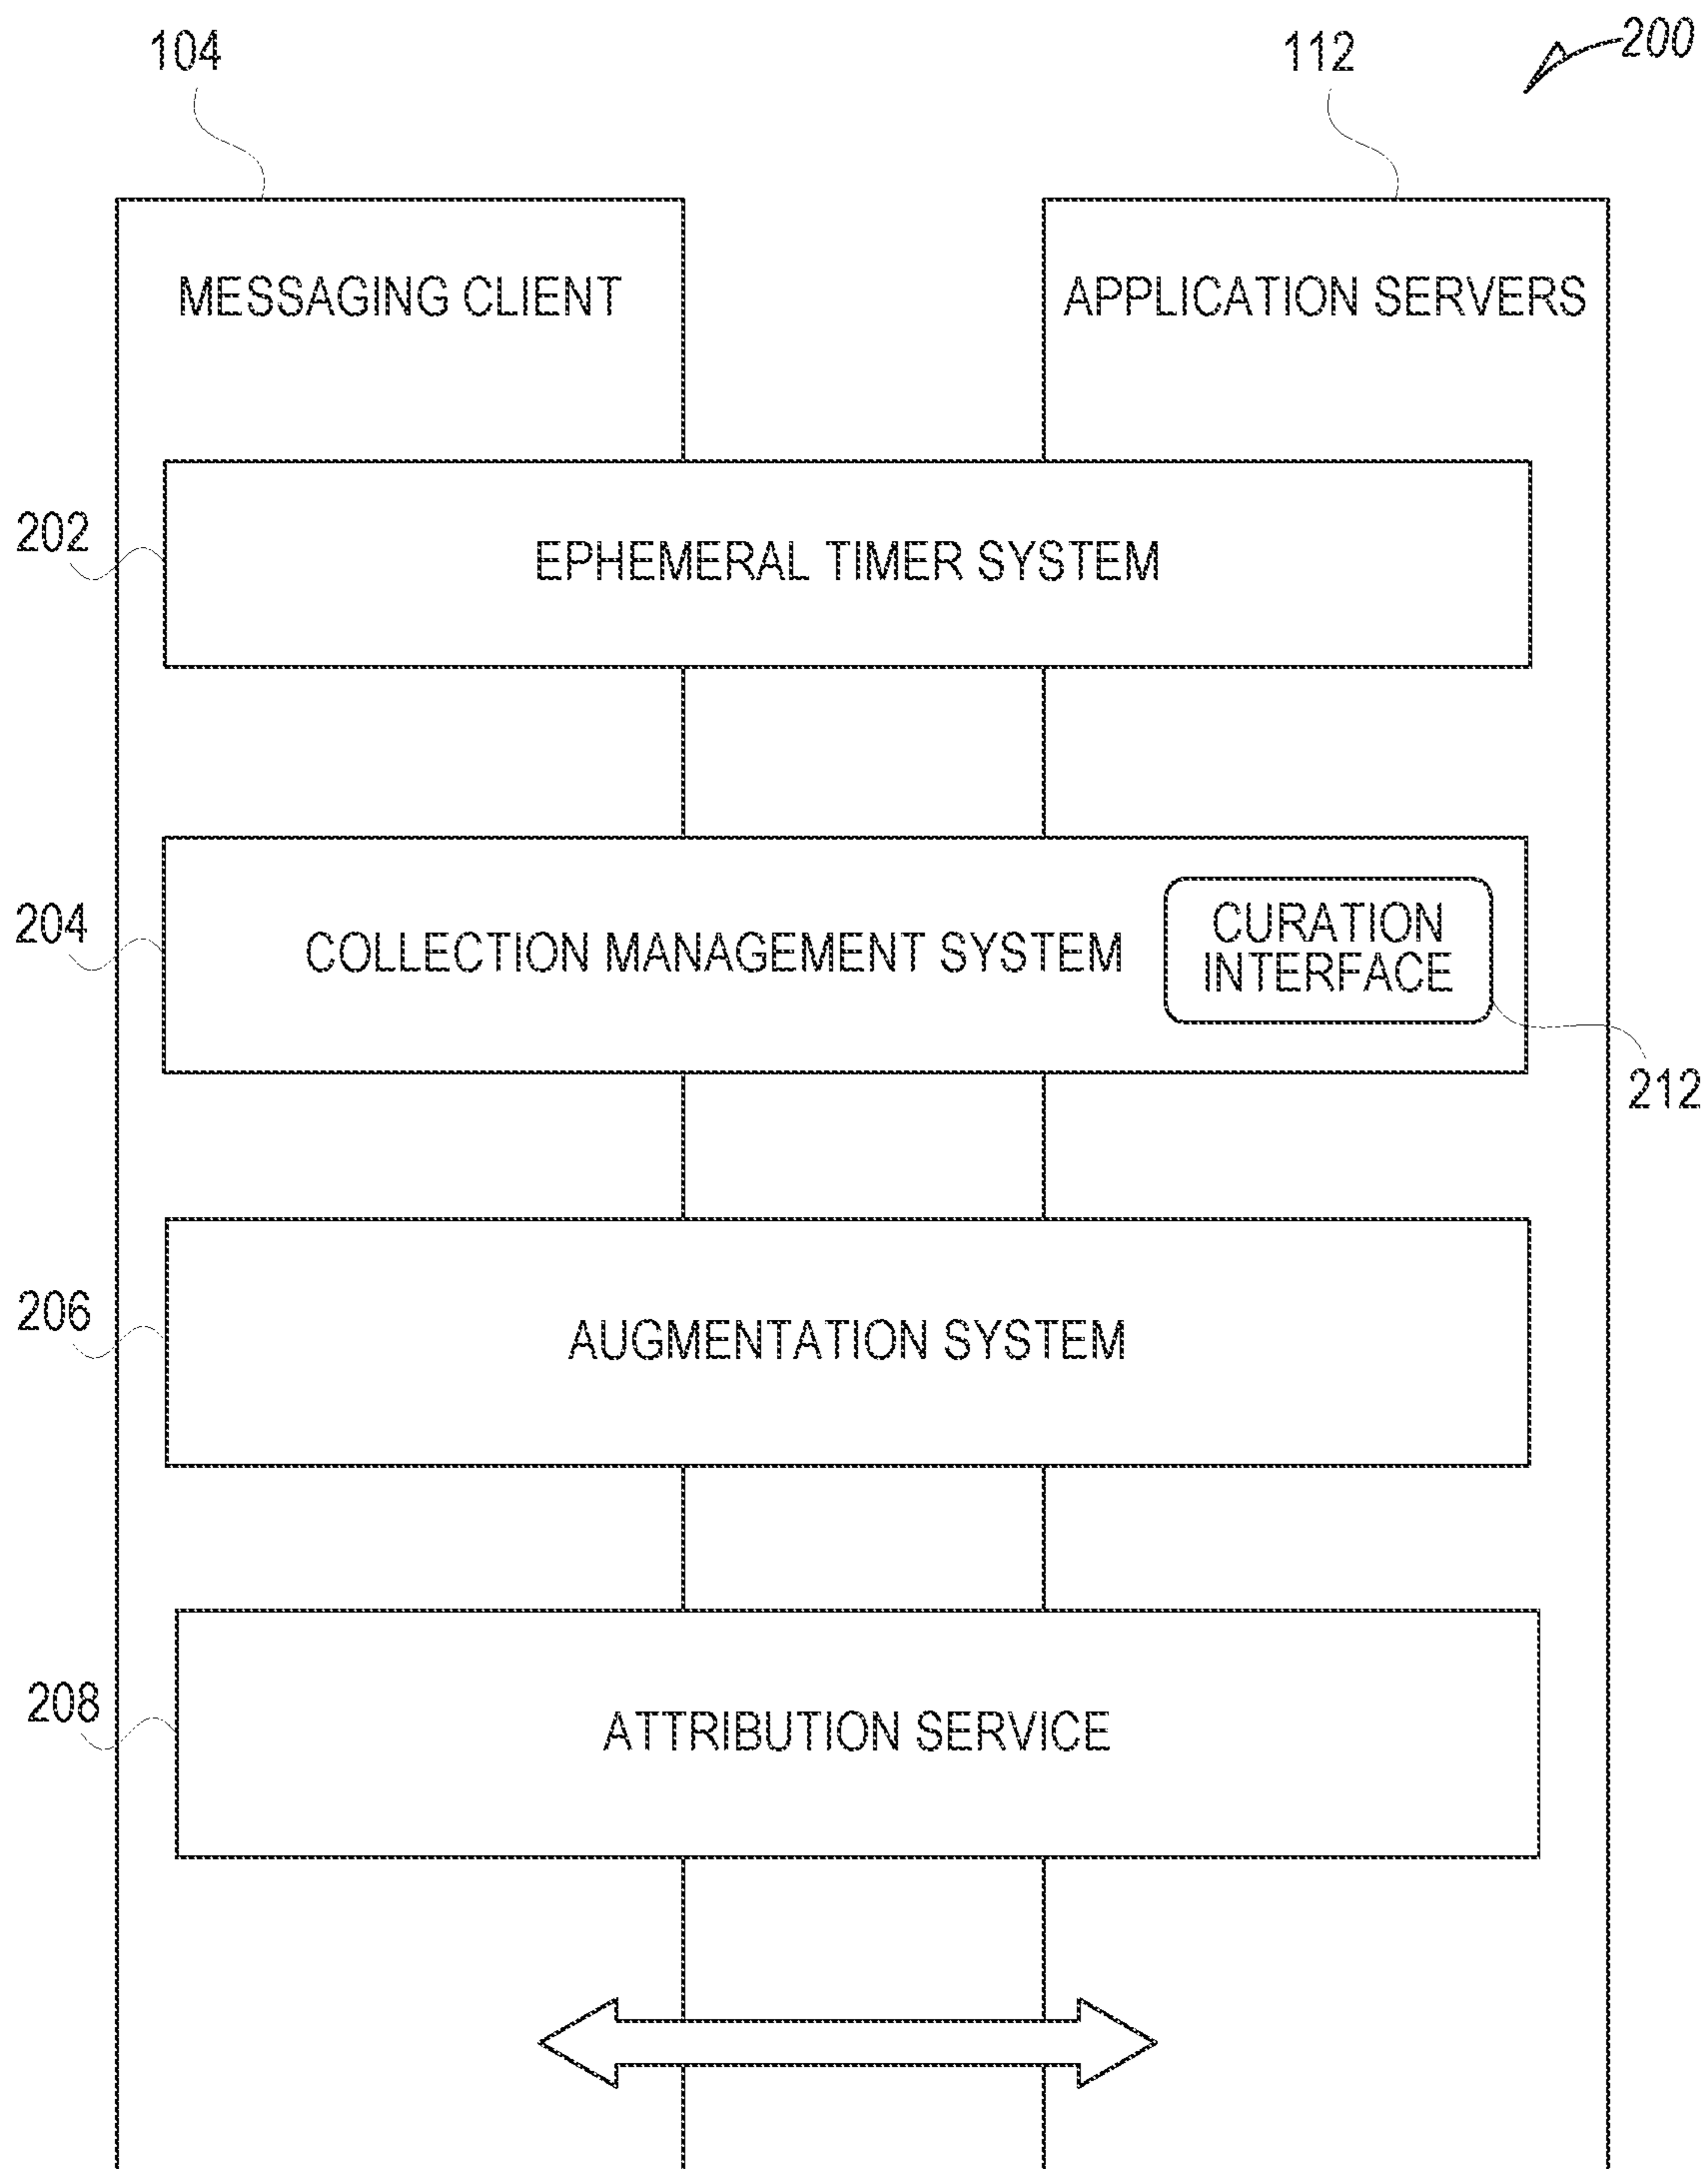 104
112
200
MESSAGING CLIENT
APPLICATION SERVERS
202
EPHEMERAL TIMER SYSTEM
204
COLLECTION MANAGEMENT SYSTEM
CURATION
INTERFACE
212
206
AUGMENTATION SYSTEM
208
ATTRIBUTION SERVICE